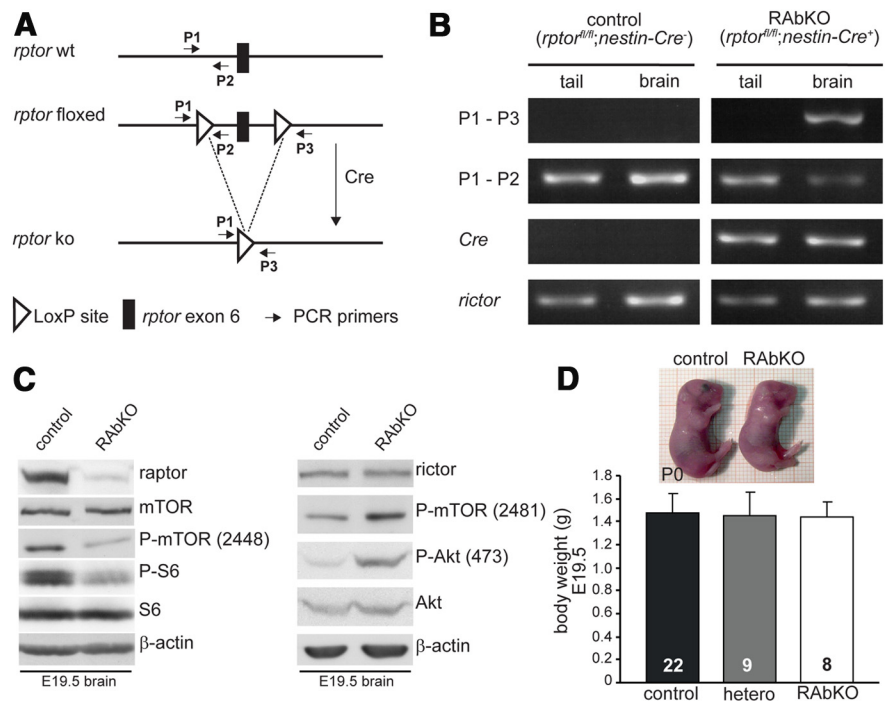 A
rptor wt
P1
P2
rptor floxed
P1
P2
P3
Cre
rptor ko
P1
P3
LoxP site
rptor exon 6
PCR primers
B
control
(rptorfl/fl;nestin-Cre-)
RAbKO
(rptorfl/fl;nestin-Cre+)
tail
brain
tail
brain
P1 - P3
P1 - P2
Cre
rictor
C
control
RAbKO
raptor
mTOR
P-mTOR (2448)
P-S6
S6
β-actin
E19.5 brain
control
RAbKO
rictor
P-mTOR (2481)
P-Akt (473)
Akt
β-actin
E19.5 brain
D
control
RAbKO
P0
body weight (g)
E19.5
1.8
1.6
1.4
1.2
1.0
0.8
0.6
0.4
0.2
0
22
9
8
control
hetero
RAbKO